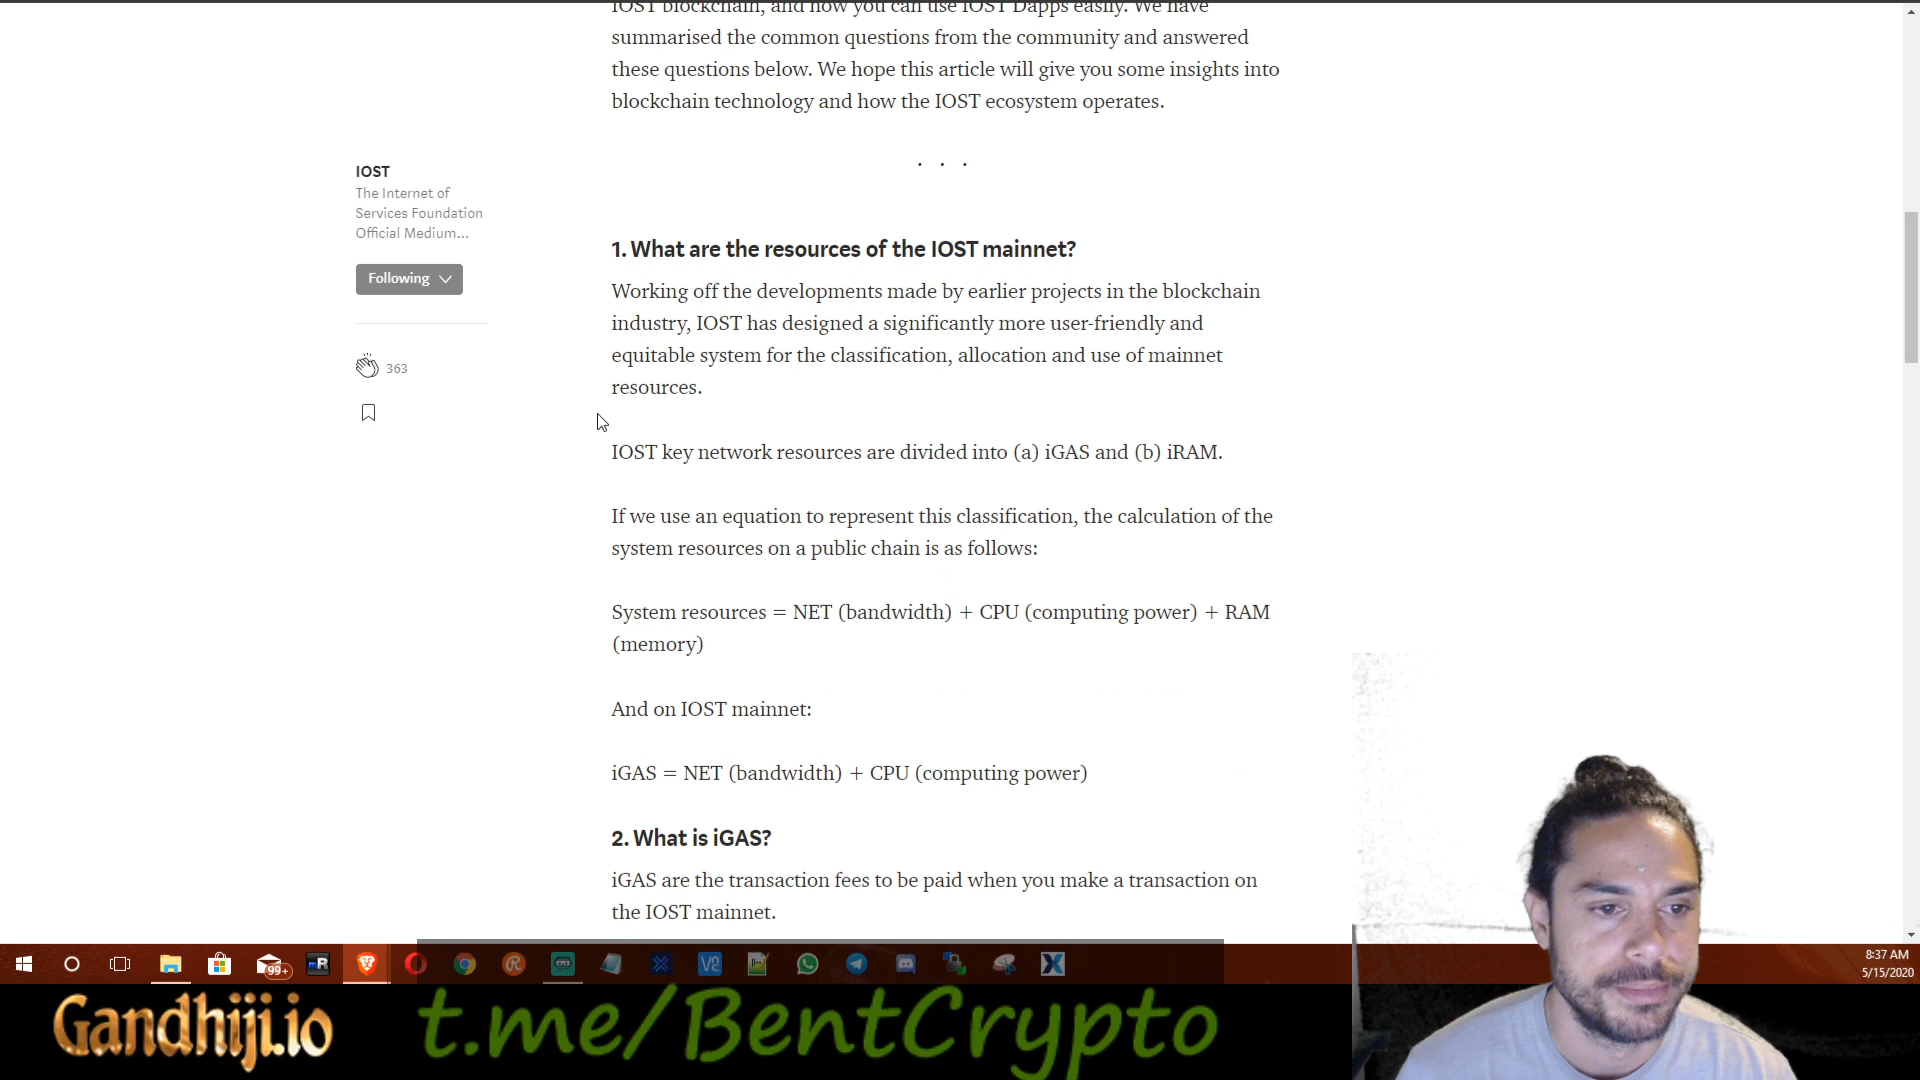 IOST blockchain, and how you can use IOST Dapps easily. We have
summarised the common questions from the community and answered
these questions below. We hope this article will give you some insights into
blockchain technology and how the IOST ecosystem operates.
. . .
IOST
The Internet of
Services Foundation
Official Medium...
Following
363
1. What are the resources of the IOST mainnet?
Working off the developments made by earlier projects in the blockchain
industry, IOST has designed a significantly more user-friendly and
equitable system for the classification, allocation and use of mainnet
resources.
IOST key network resources are divided into (a) iGAS and (b) iRAM.
If we use an equation to represent this classification, the calculation of the
system resources on a public chain is as follows:
System resources = NET (bandwidth) + CPU (computing power) + RAM
(memory)
And on IOST mainnet:
iGAS = NET (bandwidth) + CPU (computing power)
2. What is iGAS?
iGAS are the transaction fees to be paid when you make a transaction on
the IOST mainnet.
99+
8:37 AM
5/15/2020
Gandhiji.io
t.me/BentCrypto